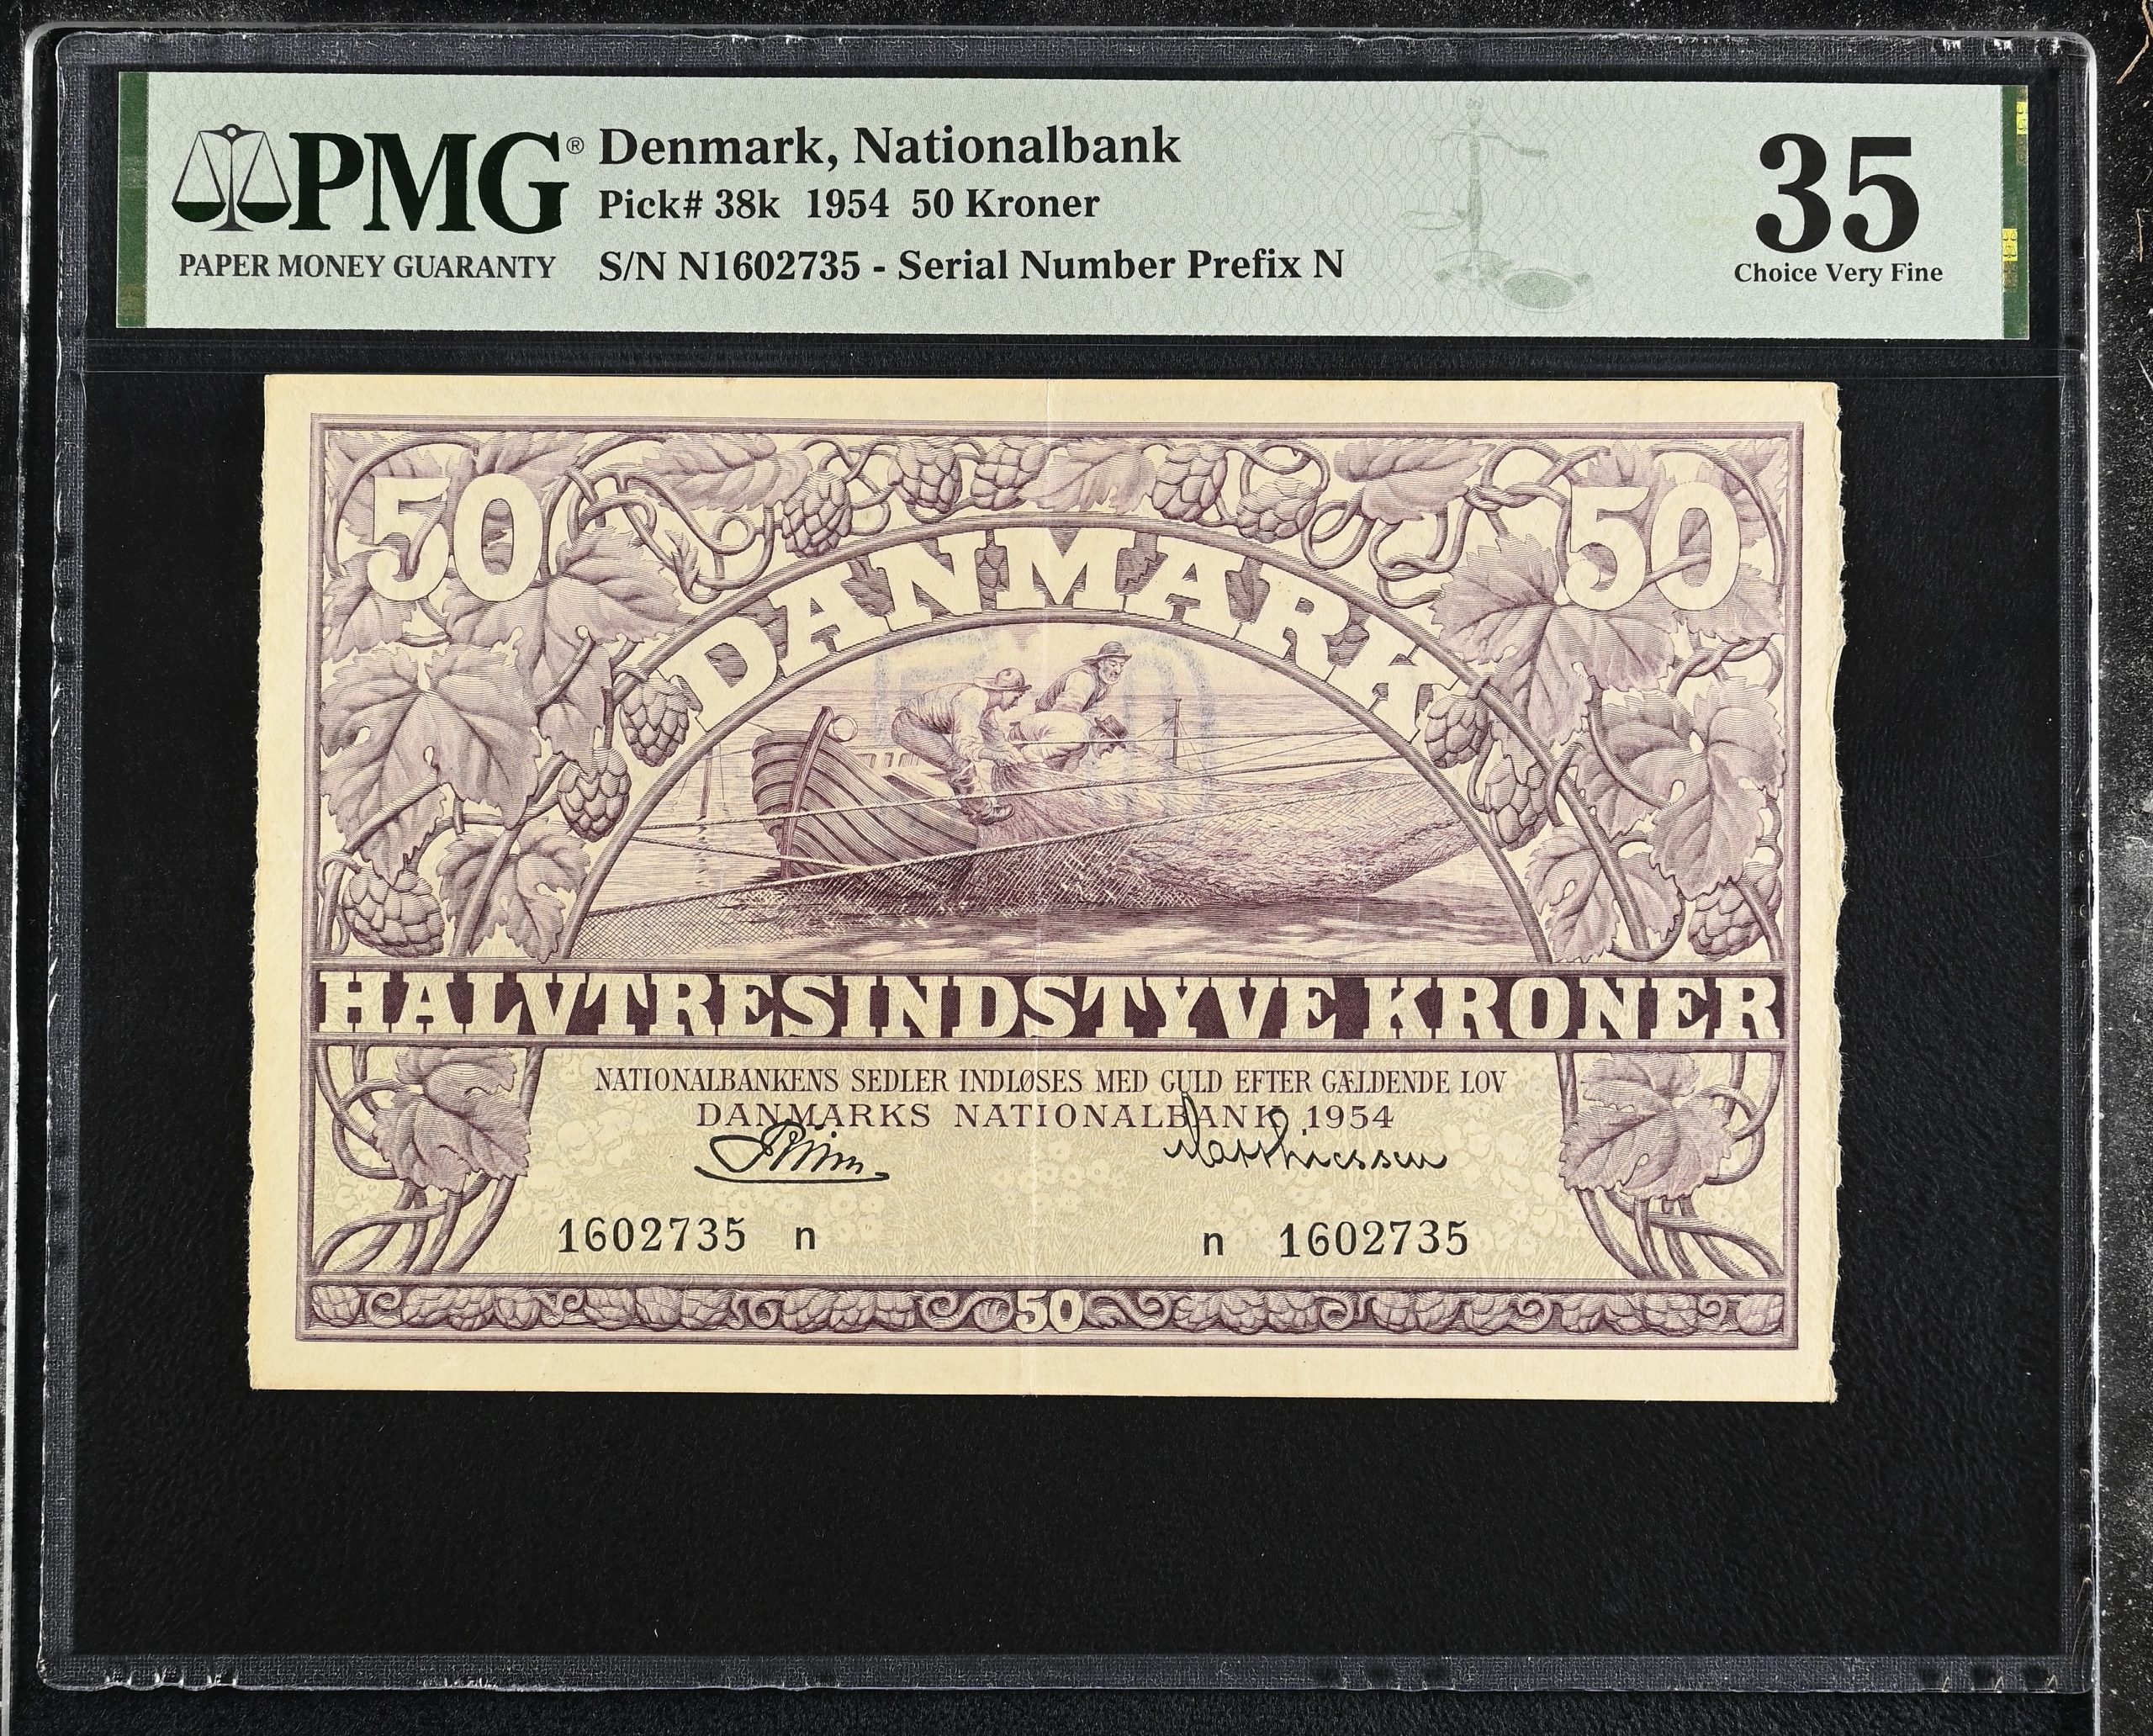 PMG®
PAPER MONEY GUARANTY
Denmark, Nationalbank
Pick# 38k 1954 50 Kroner
S/N N1602735 - Serial Number Prefix N
35
Choice Very Fine
50
50
DANMARK
HALVTRESINDSTYVE KRONER
NATIONALBANKENS SEDLER INDLØSES MED GULD EFTER GÆLDENDE LOV
DANMARKS NATIONALBANK 1954
Riim
Matthiessen
1602735 n
n 1602735
50